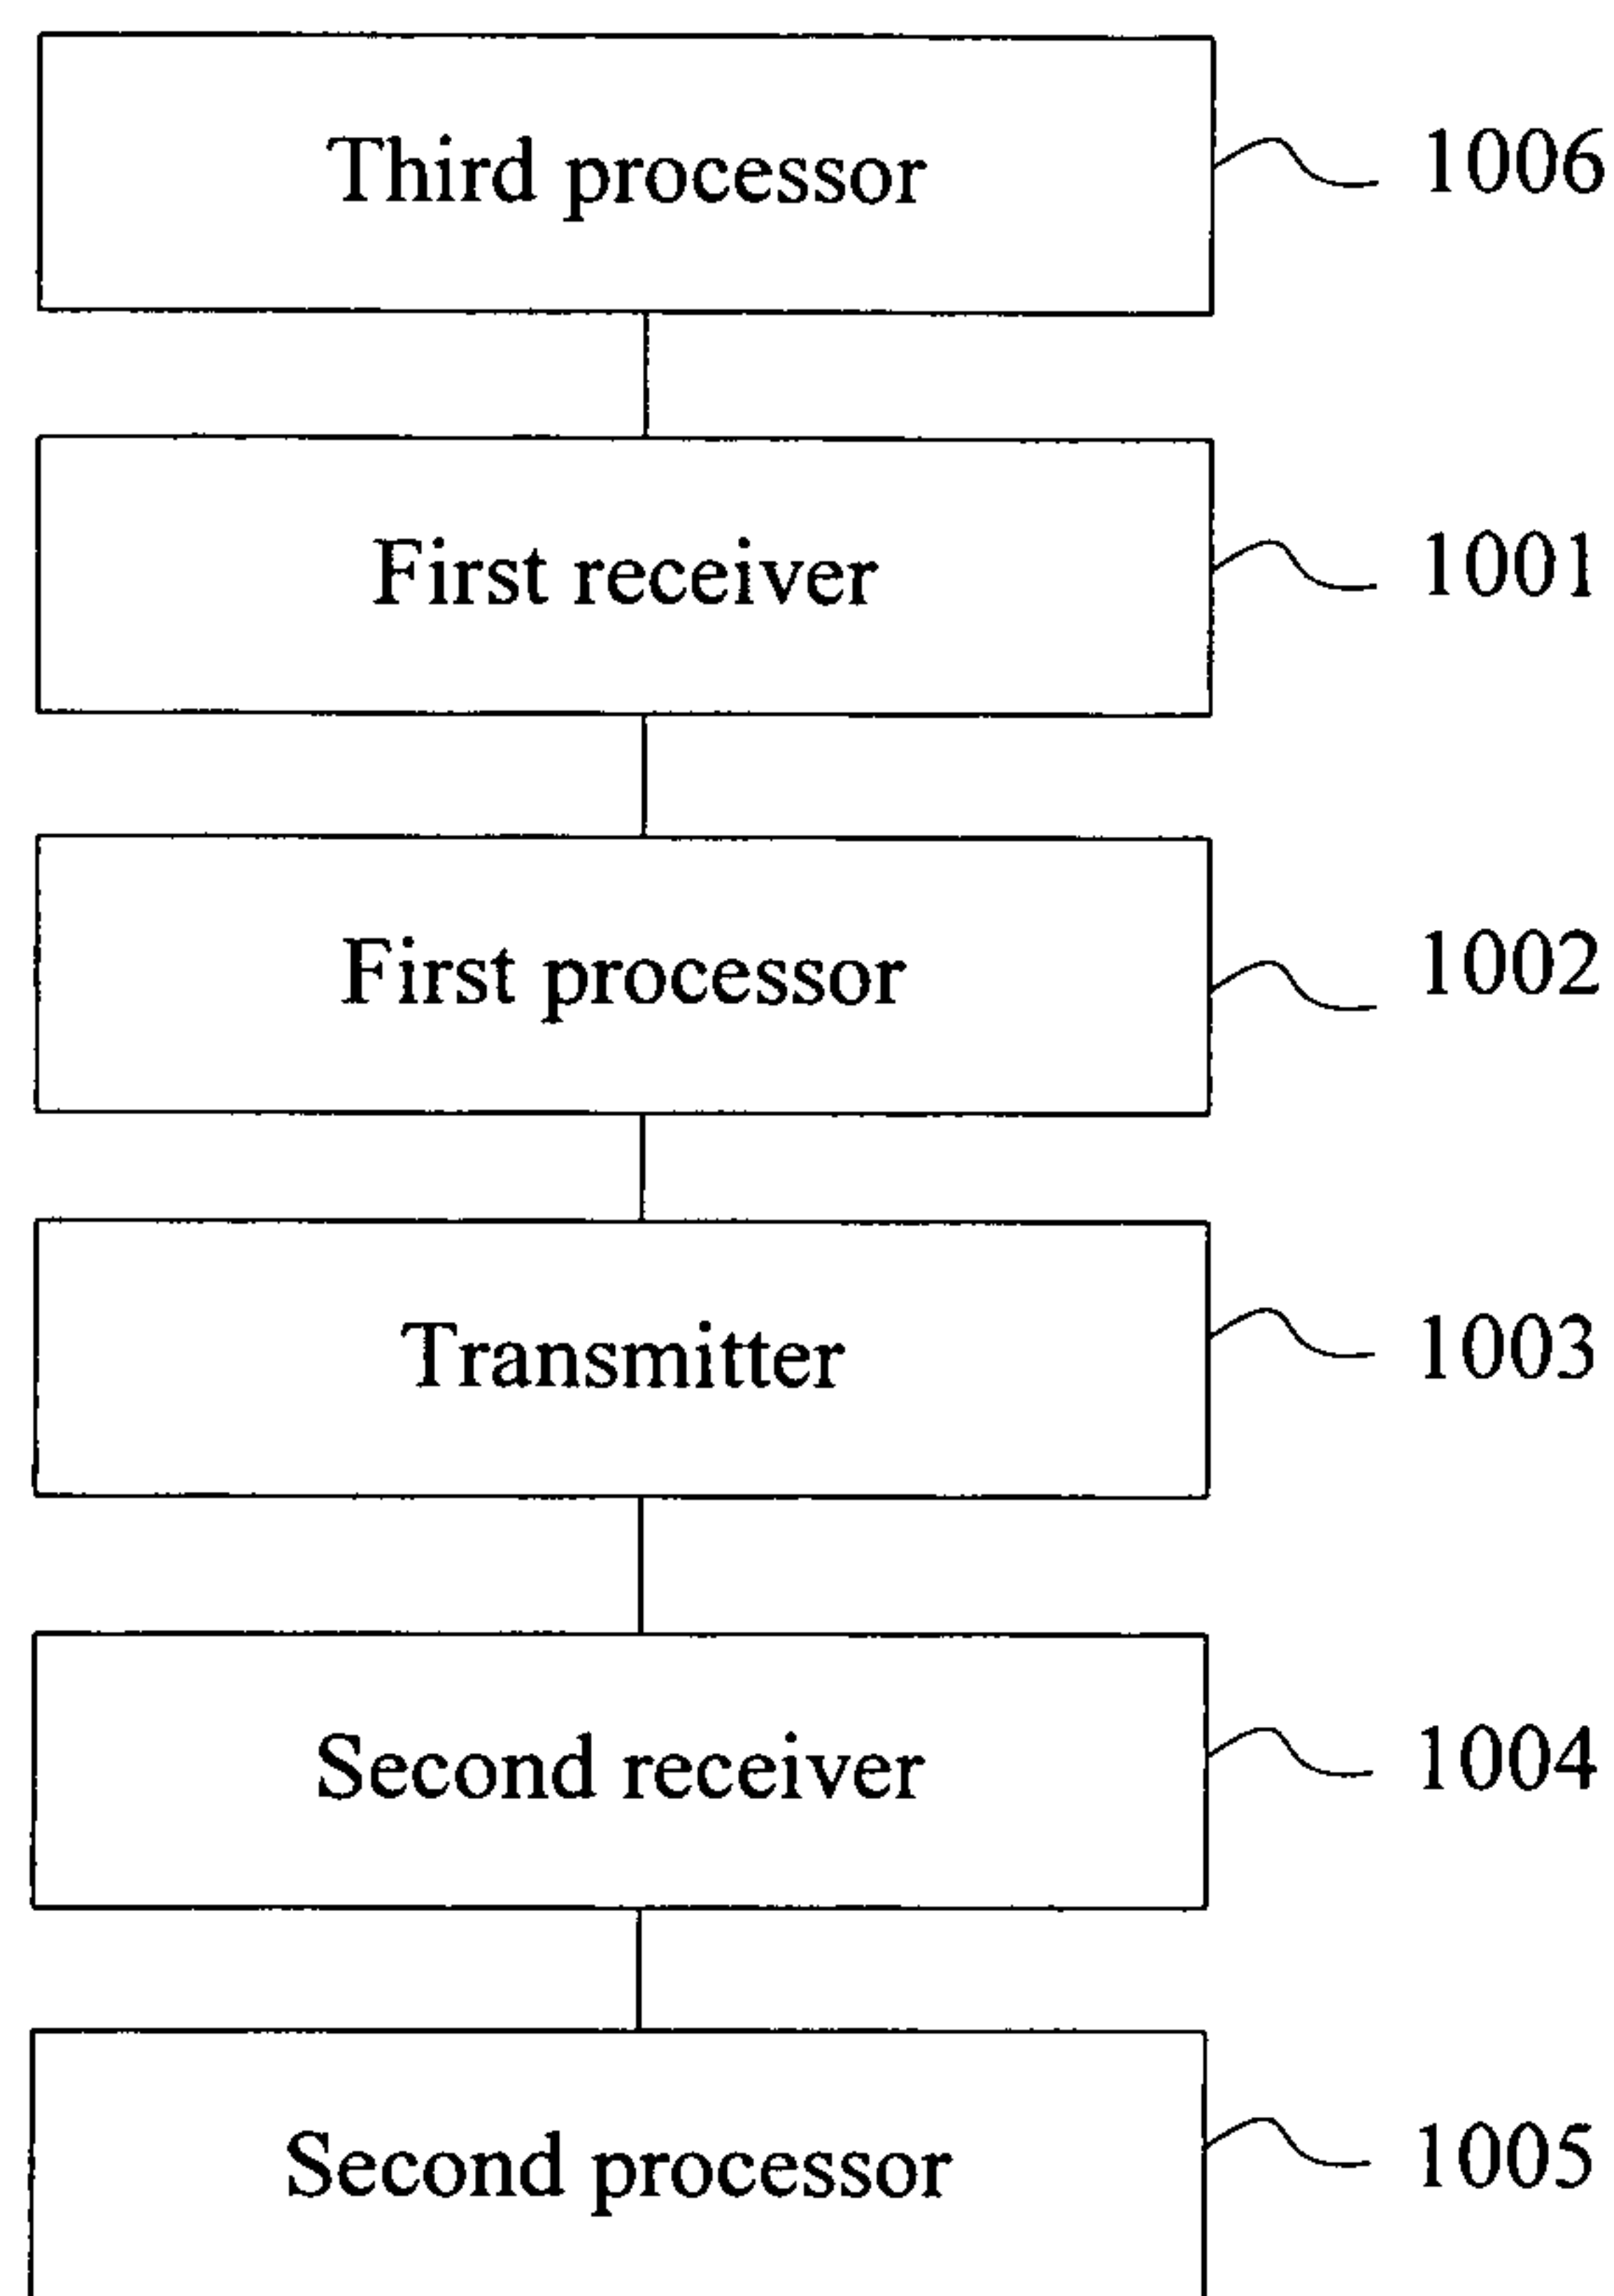 Third processor 1006
First receiver 1001
First processor 1002
Transmitter 1003
Second receiver 1004
Second processor 1005